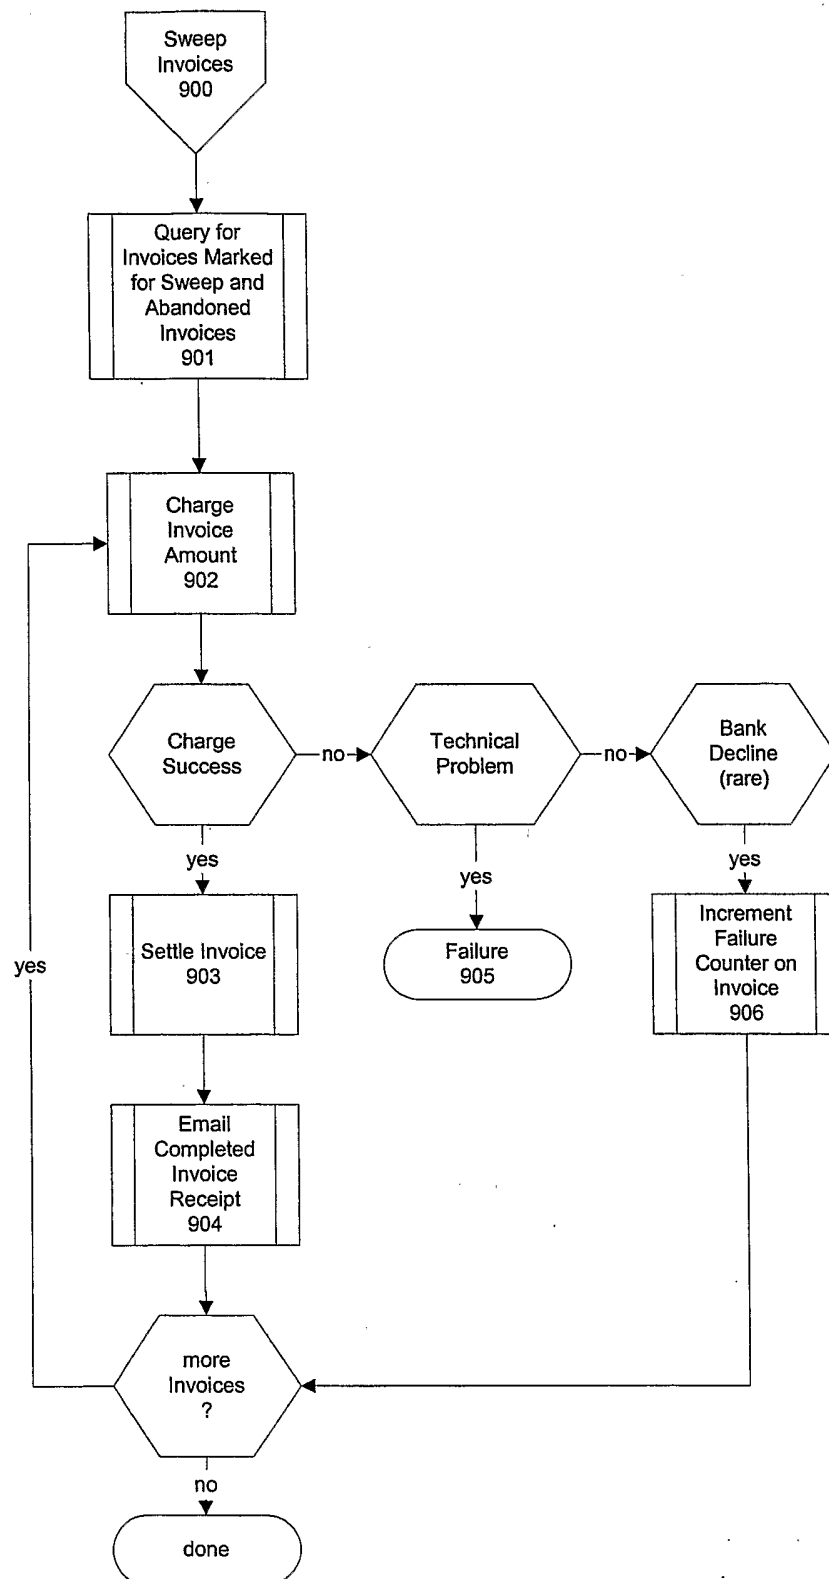 Sweep
Invoices
900
Query for
Invoices Marked
for Sweep and
Abandoned
Invoices
901
Charge
Invoice
Amount
902
Charge
Success
no
Technical
Problem
no
Bank
Decline
(rare)
yes
yes
yes
Settle Invoice
903
Failure
905
Increment
Failure
Counter on
Invoice
906
yes
Email
Completed
Invoice
Receipt
904
more
Invoices
?
no
done